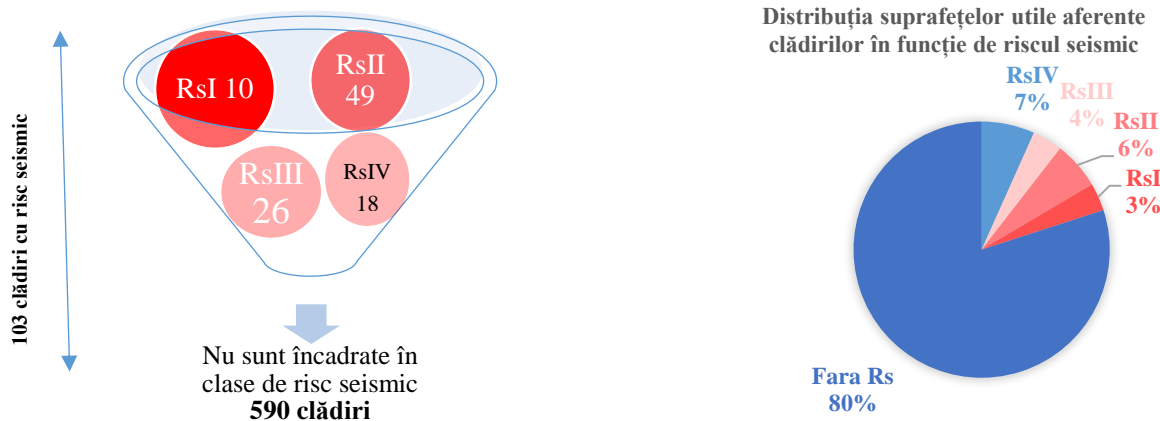 103 clădiri cu risc seismic
RsI 10
RsII
49
RsIII
26
RsIV
18
Nu sunt încadrate în
clase de risc seismic
590 clădiri
Distribuția suprafețelor utile aferente
clădirilor în funcție de riscul seismic
RsIV
7%
RsIII
4%
RsII
6%
RsI
3%
Fara Rs
80%